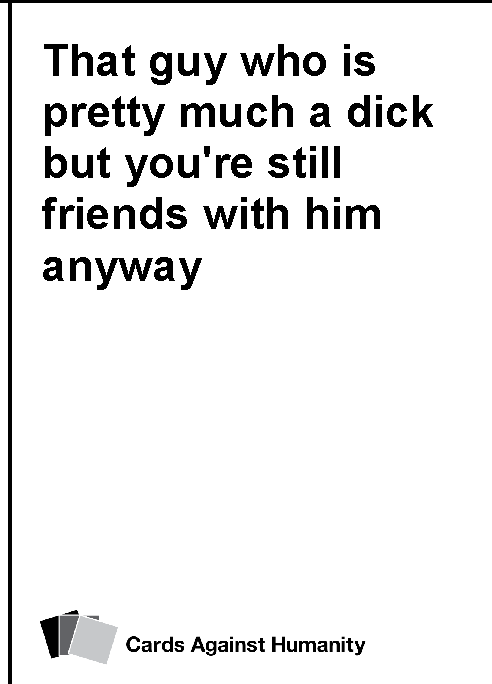 That guy who is
pretty much a dick
but you're still
friends with him
anyway
Cards Against Humanity